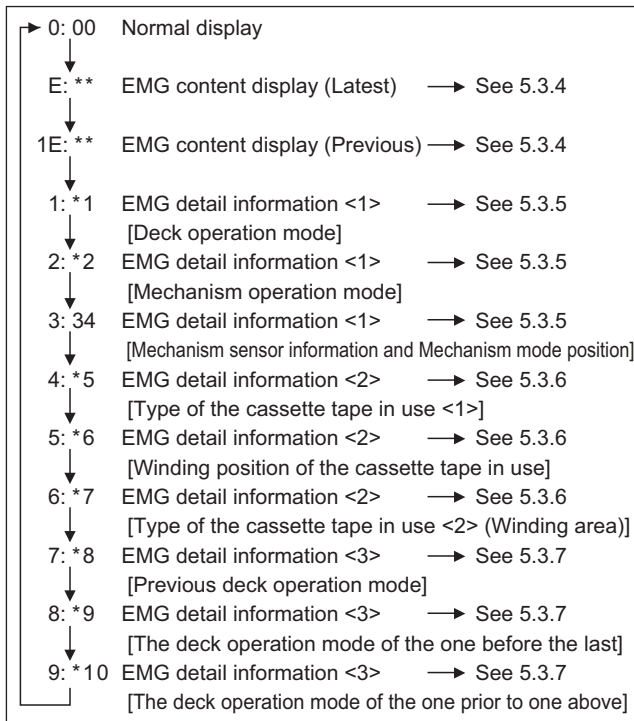 0: 00 Normal display
E: ** EMG content display (Latest) → See 5.3.4
1E: ** EMG content display (Previous) → See 5.3.4
1: *1 EMG detail information <1> → See 5.3.5
[Deck operation mode]
2: *2 EMG detail information <1> → See 5.3.5
[Mechanism operation mode]
3: 34 EMG detail information <1> → See 5.3.5
[Mechanism sensor information and Mechanism mode position]
4: *5 EMG detail information <2> → See 5.3.6
[Type of the cassette tape in use <1>]
5: *6 EMG detail information <2> → See 5.3.6
[Winding position of the cassette tape in use]
6: *7 EMG detail information <2> → See 5.3.6
[Type of the cassette tape in use <2> (Winding area)]
7: *8 EMG detail information <3> → See 5.3.7
[Previous deck operation mode]
8: *9 EMG detail information <3> → See 5.3.7
[The deck operation mode of the one before the last]
9: *10 EMG detail information <3> → See 5.3.7
[The deck operation mode of the one prior to one above]